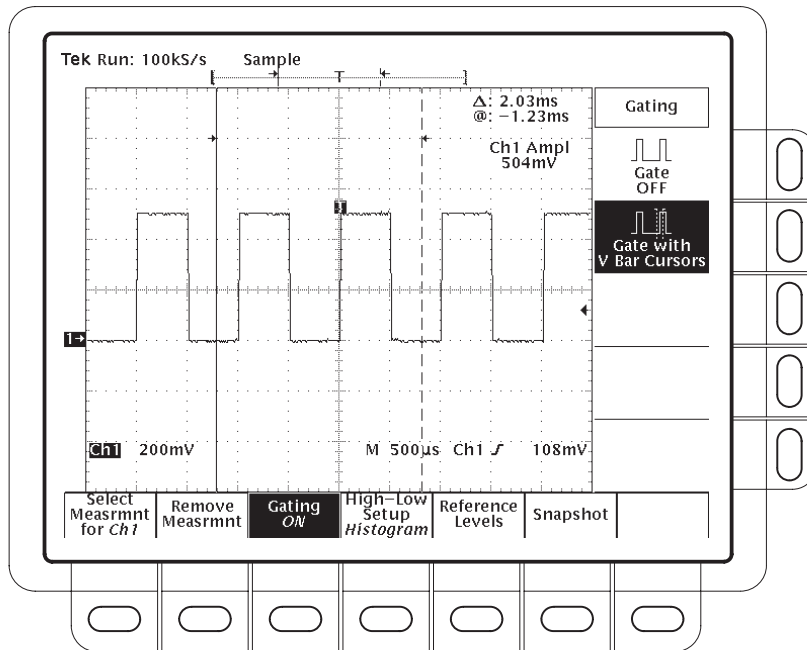 Tek Run: 100kS/s Sample
T
Δ: 2.03ms
@: −1.23ms
Ch1 Ampl
504mV
1→
Ch1 200mV M 500µs Ch1 ƒ 108mV
Gating
Gate
OFF
Gate with
V Bar Cursors
Select
Measrmnt
for Ch1
Remove
Measrmnt
Gating
ON
High−Low
Setup
Histogram
Reference
Levels
Snapshot